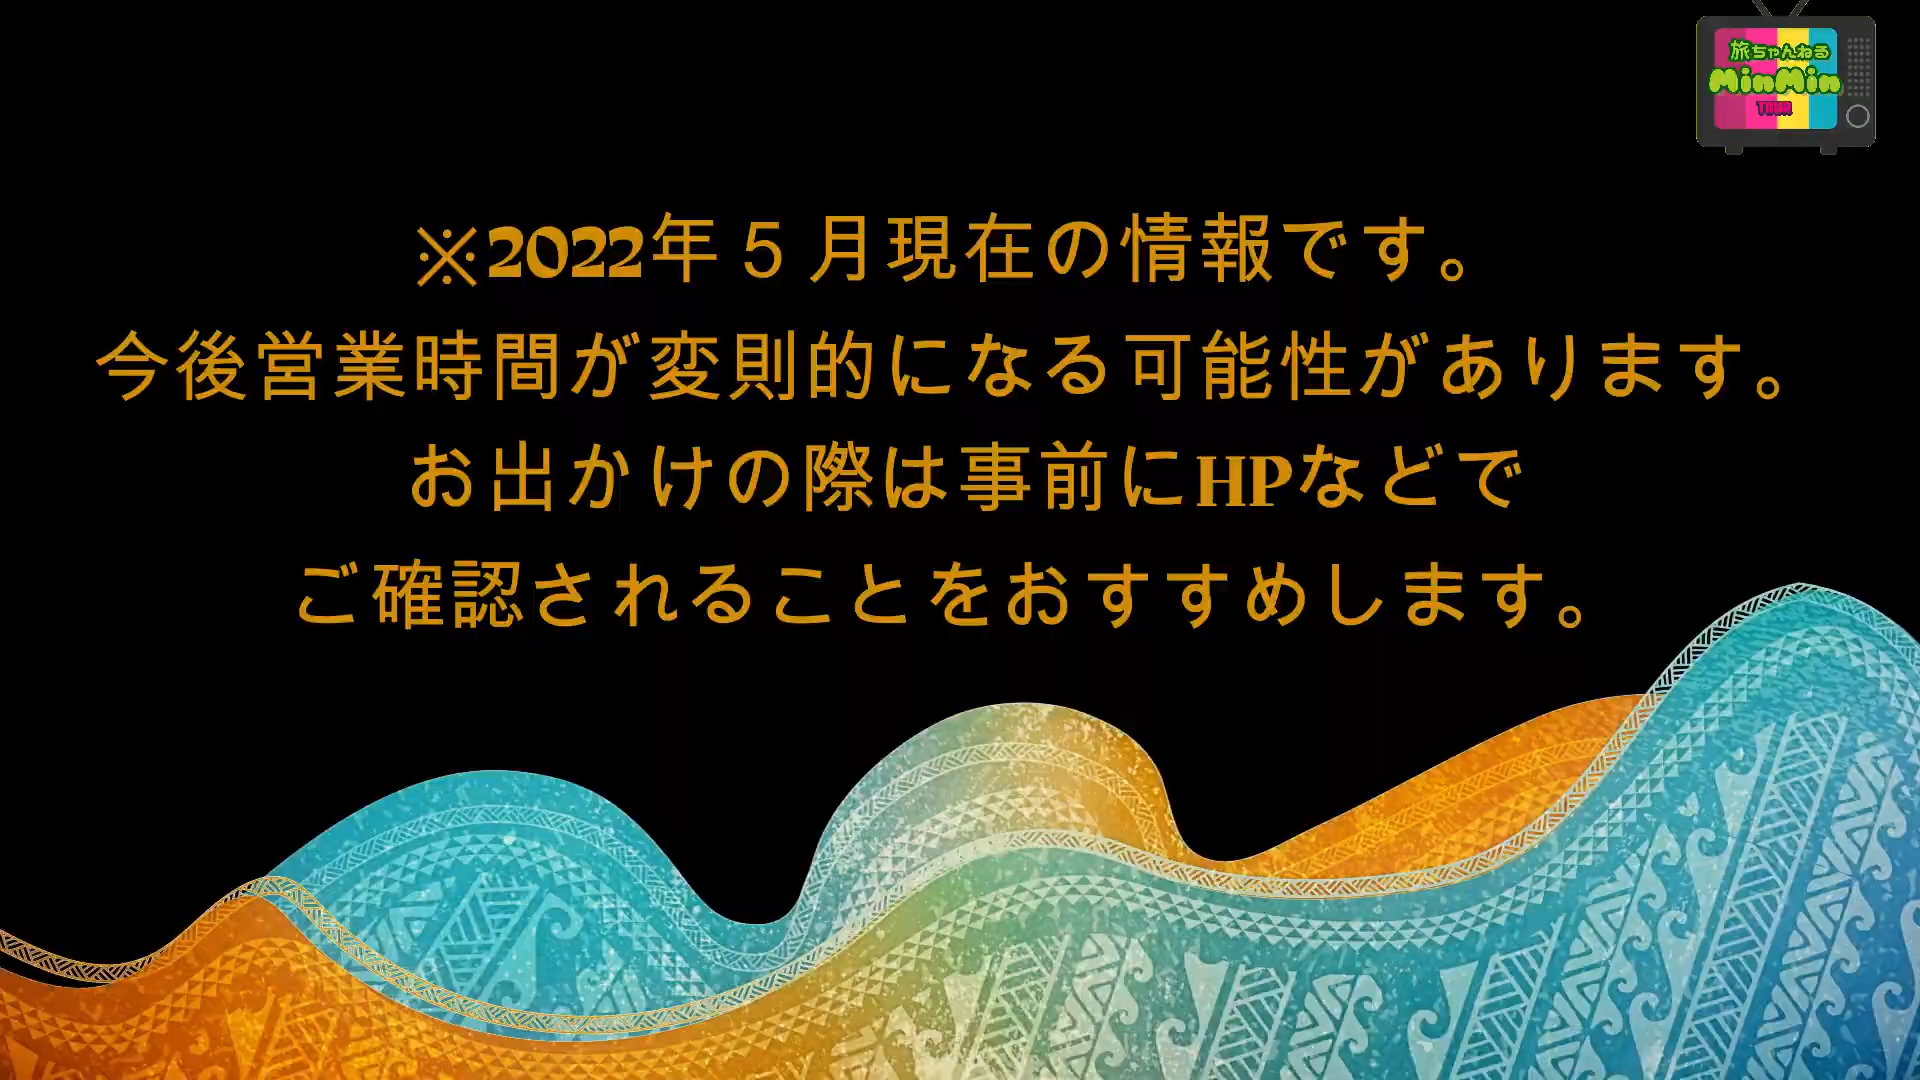 旅ちゃんねる
MinMin
TOUR
※2022年５月現在の情報です。
今後営業時間が変則的になる可能性があります。
お出かけの際は事前にHPなどで
ご確認されることをおすすめします。